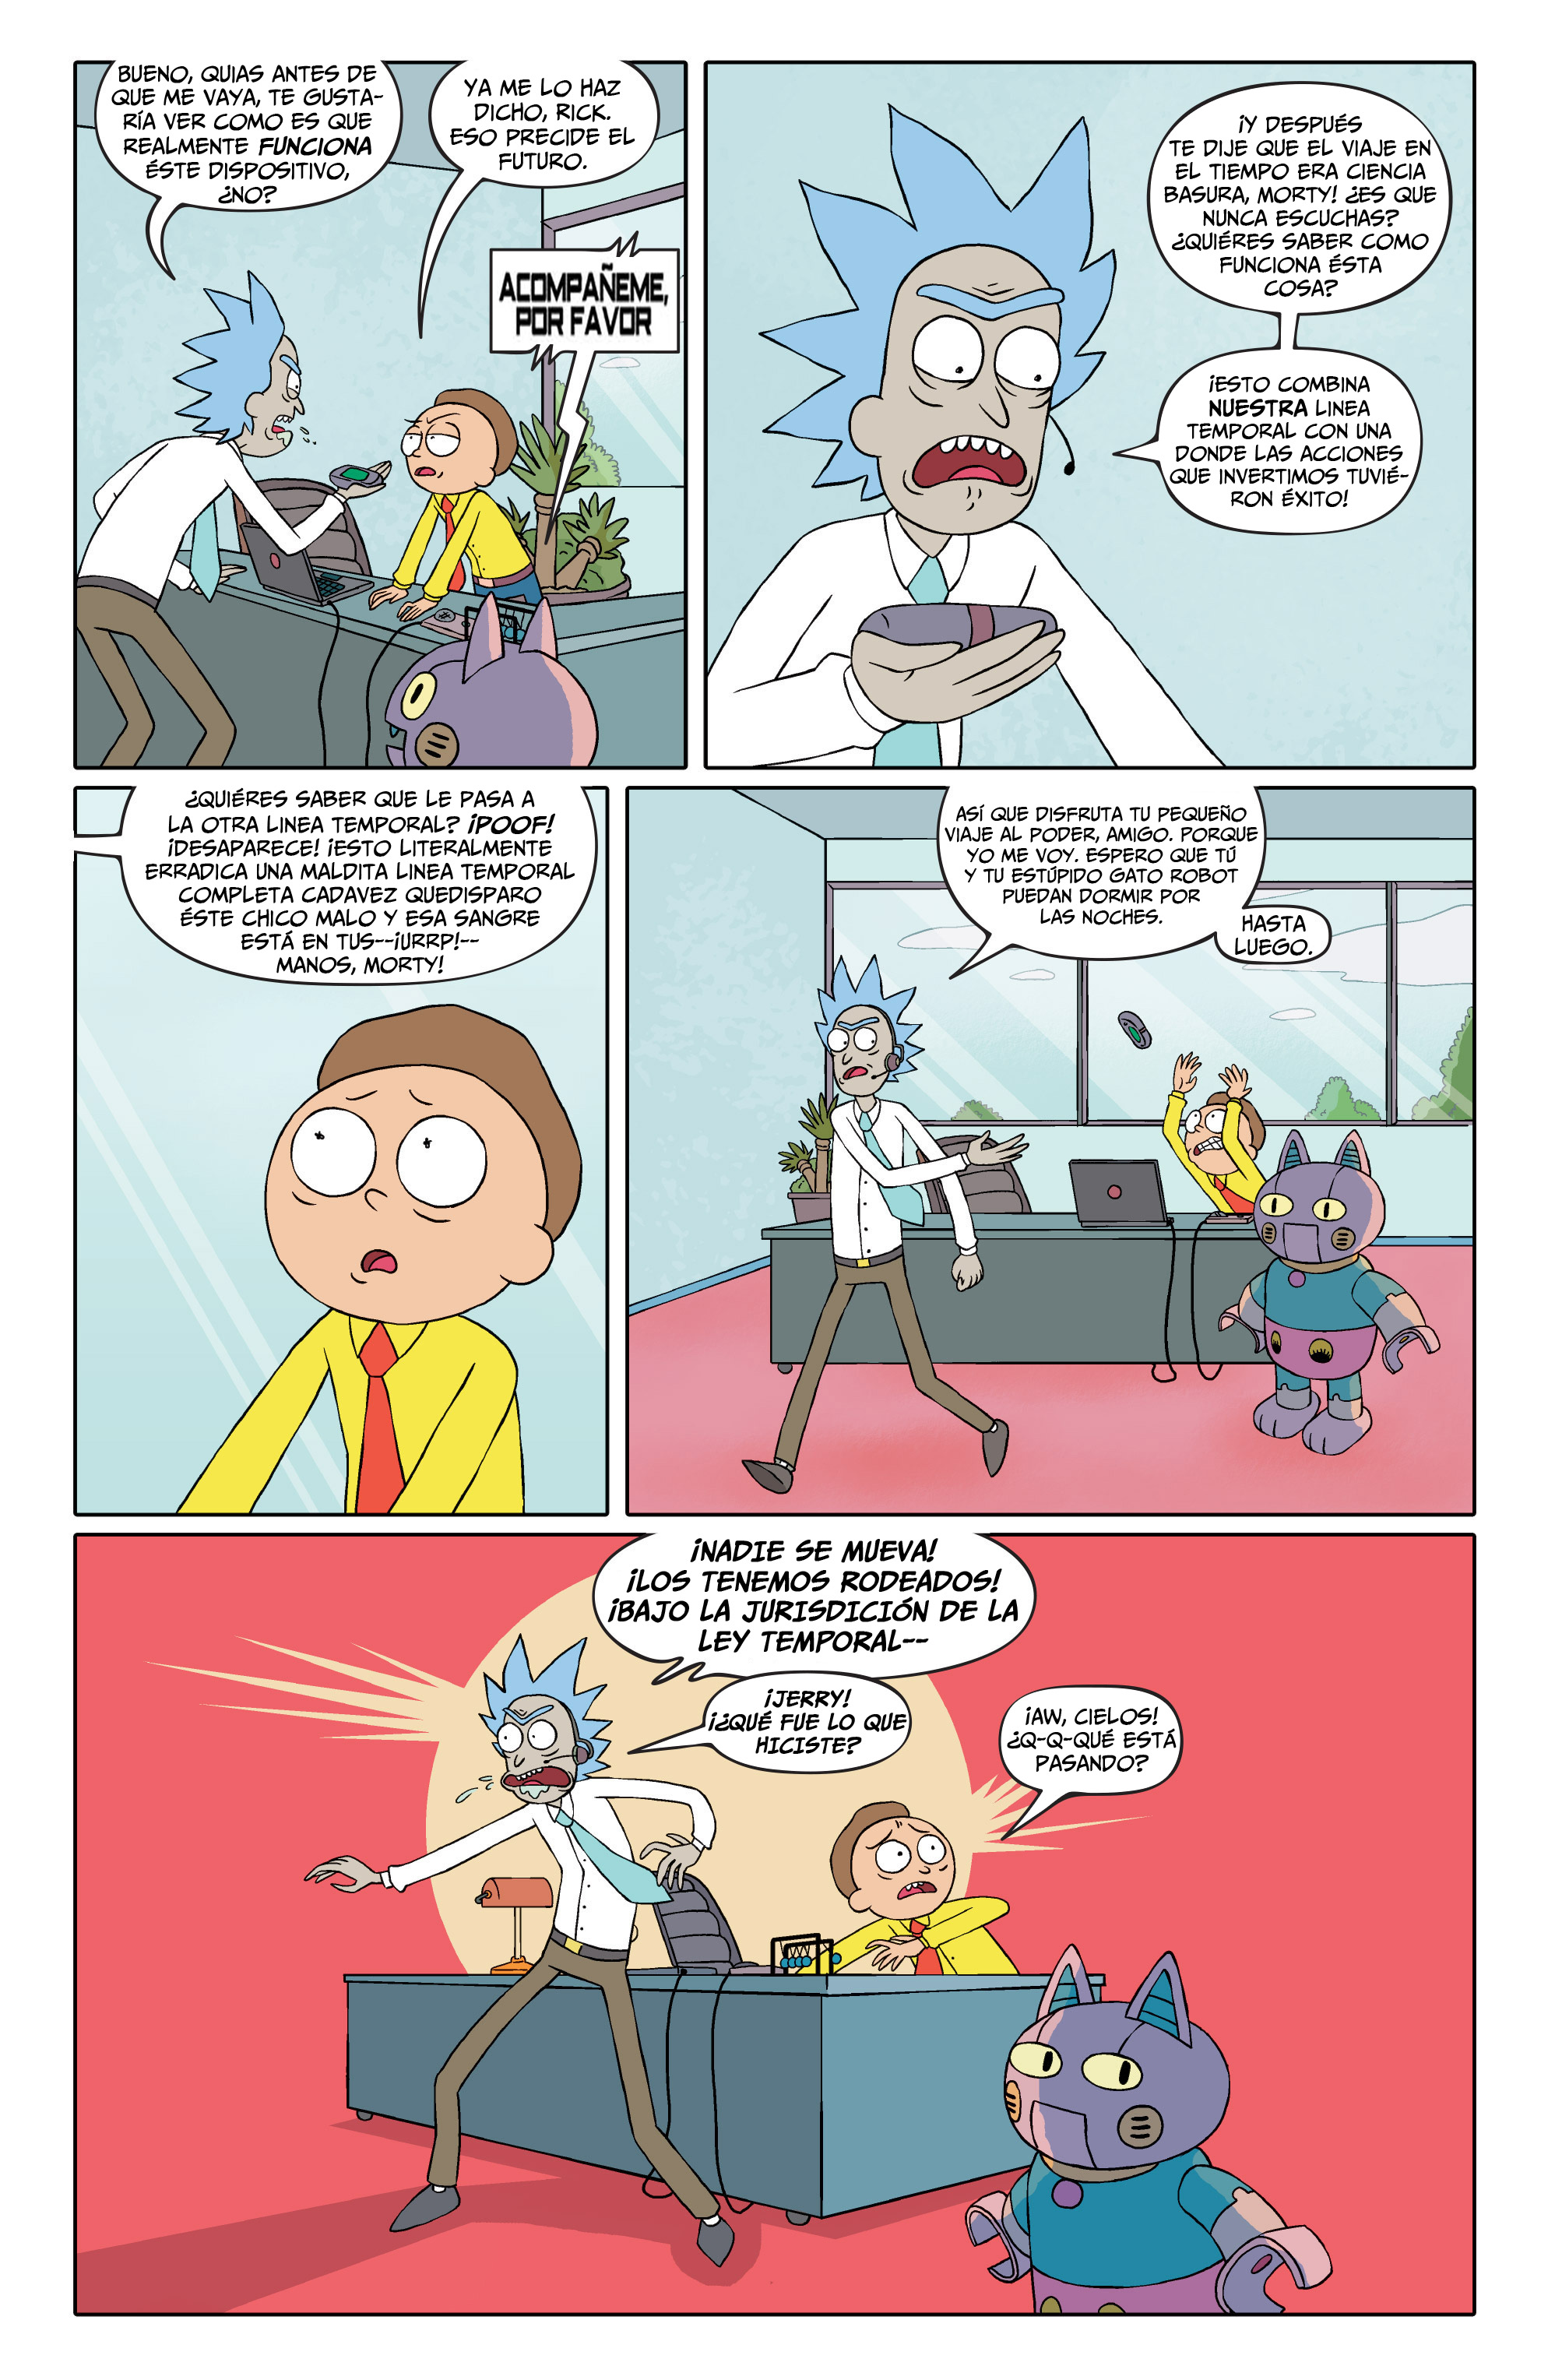 BUENO, QUIAS ANTES DE
QUE ME VAYA, TE GUSTA-
RÍA VER COMO ES QUE
REALMENTE FUNCIONA
ÉSTE DISPOSITIVO,
¿NO?
YA ME LO HAZ
DICHO, RICK.
ESO PRECIDE EL
FUTURO.
ACOMPAÑEME,
POR FAVOR
¡Y DESPUÉS
TE DIJE QUE EL VIAJE EN
EL TIEMPO ERA CIENCIA
BASURA, MORTY! ¿ES QUE
NUNCA ESCUCHAS?
¿QUIÉRES SABER COMO
FUNCIONA ÉSTA
COSA?
¡ESTO COMBINA
NUESTRA LINEA
TEMPORAL CON UNA
DONDE LAS ACCIONES
QUE INVERTIMOS TUVIÉ-
RON ÉXITO!
¿QUIÉRES SABER QUE LE PASA A
LA OTRA LINEA TEMPORAL? ¡POOF!
¡DESAPARECE! ¡ESTO LITERALMENTE
ERRADICA UNA MALDITA LINEA TEMPORAL
COMPLETA CADAVEZ QUEDISPARO
ÉSTE CHICO MALO Y ESA SANGRE
ESTÁ EN TUS--¡URRP!--
MANOS, MORTY!
ASÍ QUE DISFRUTA TU PEQUEÑO
VIAJE AL PODER, AMIGO. PORQUE
YO ME VOY. ESPERO QUE TÚ
Y TU ESTÚPIDO GATO ROBOT
PUEDAN DORMIR POR
LAS NOCHES.
HASTA
LUEGO.
¡NADIE SE MUEVA!
¡LOS TENEMOS RODEADOS!
¡BAJO LA JURISDICIÓN DE LA
LEY TEMPORAL--
¡JERRY!
¡¿QUÉ FUE LO QUE
HICISTE?
¡AW, CIELOS!
¿Q-Q-QUÉ ESTÁ
PASANDO?